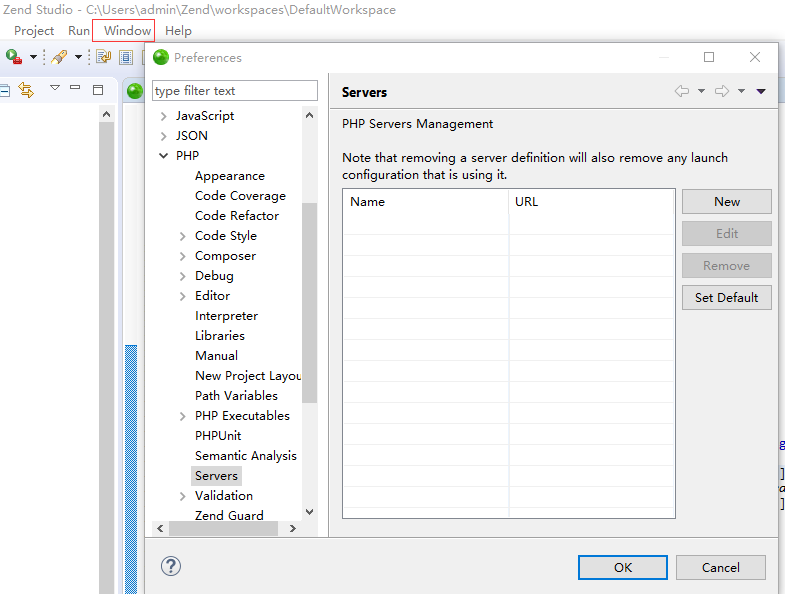 Zend Studio - C:\Users\admin\Zend\workspaces\DefaultWorkspace
Project Run Window Help
Preferences
type filter text
JavaScript
JSON
PHP
Appearance
Code Coverage
Code Refactor
Code Style
Composer
Debug
Editor
Interpreter
Libraries
Manual
New Project Layou
Path Variables
PHP Executables
PHPUnit
Semantic Analysis
Servers
Validation
Zend Guard
Servers
PHP Servers Management
Note that removing a server definition will also remove any launch
configuration that is using it.
Name URL
New
Edit
Remove
Set Default
OK Cancel